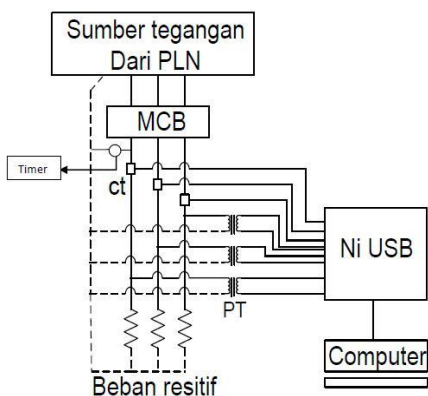 Sumber tegangan
Dari PLN
MCB
Timer
ct
Ni USB
PT
Computer
Beban resitif